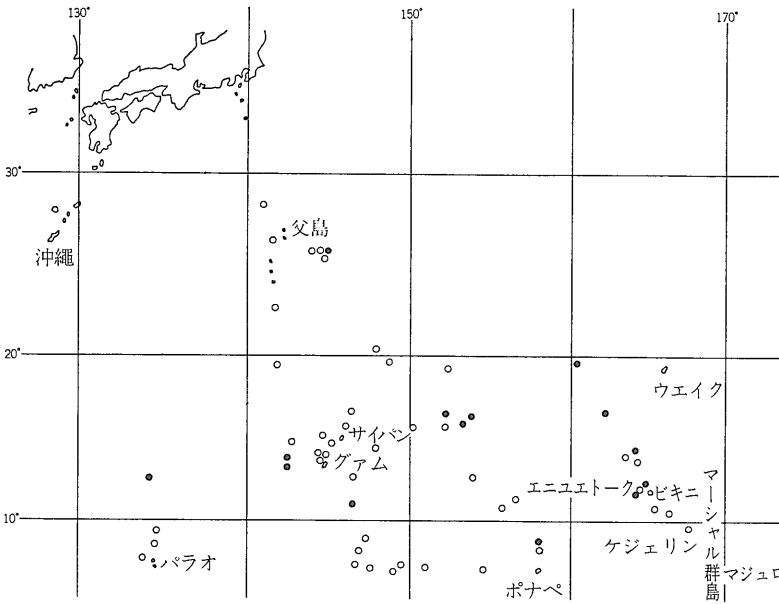 130°
150°
170°
30°
父島
沖繩
20°
ウエイク
サイパン
グァム
エニユエトーク
ビキニ
マーシャル群島
10°
ケジェリン
パラオ
マジュロ
ポナペ